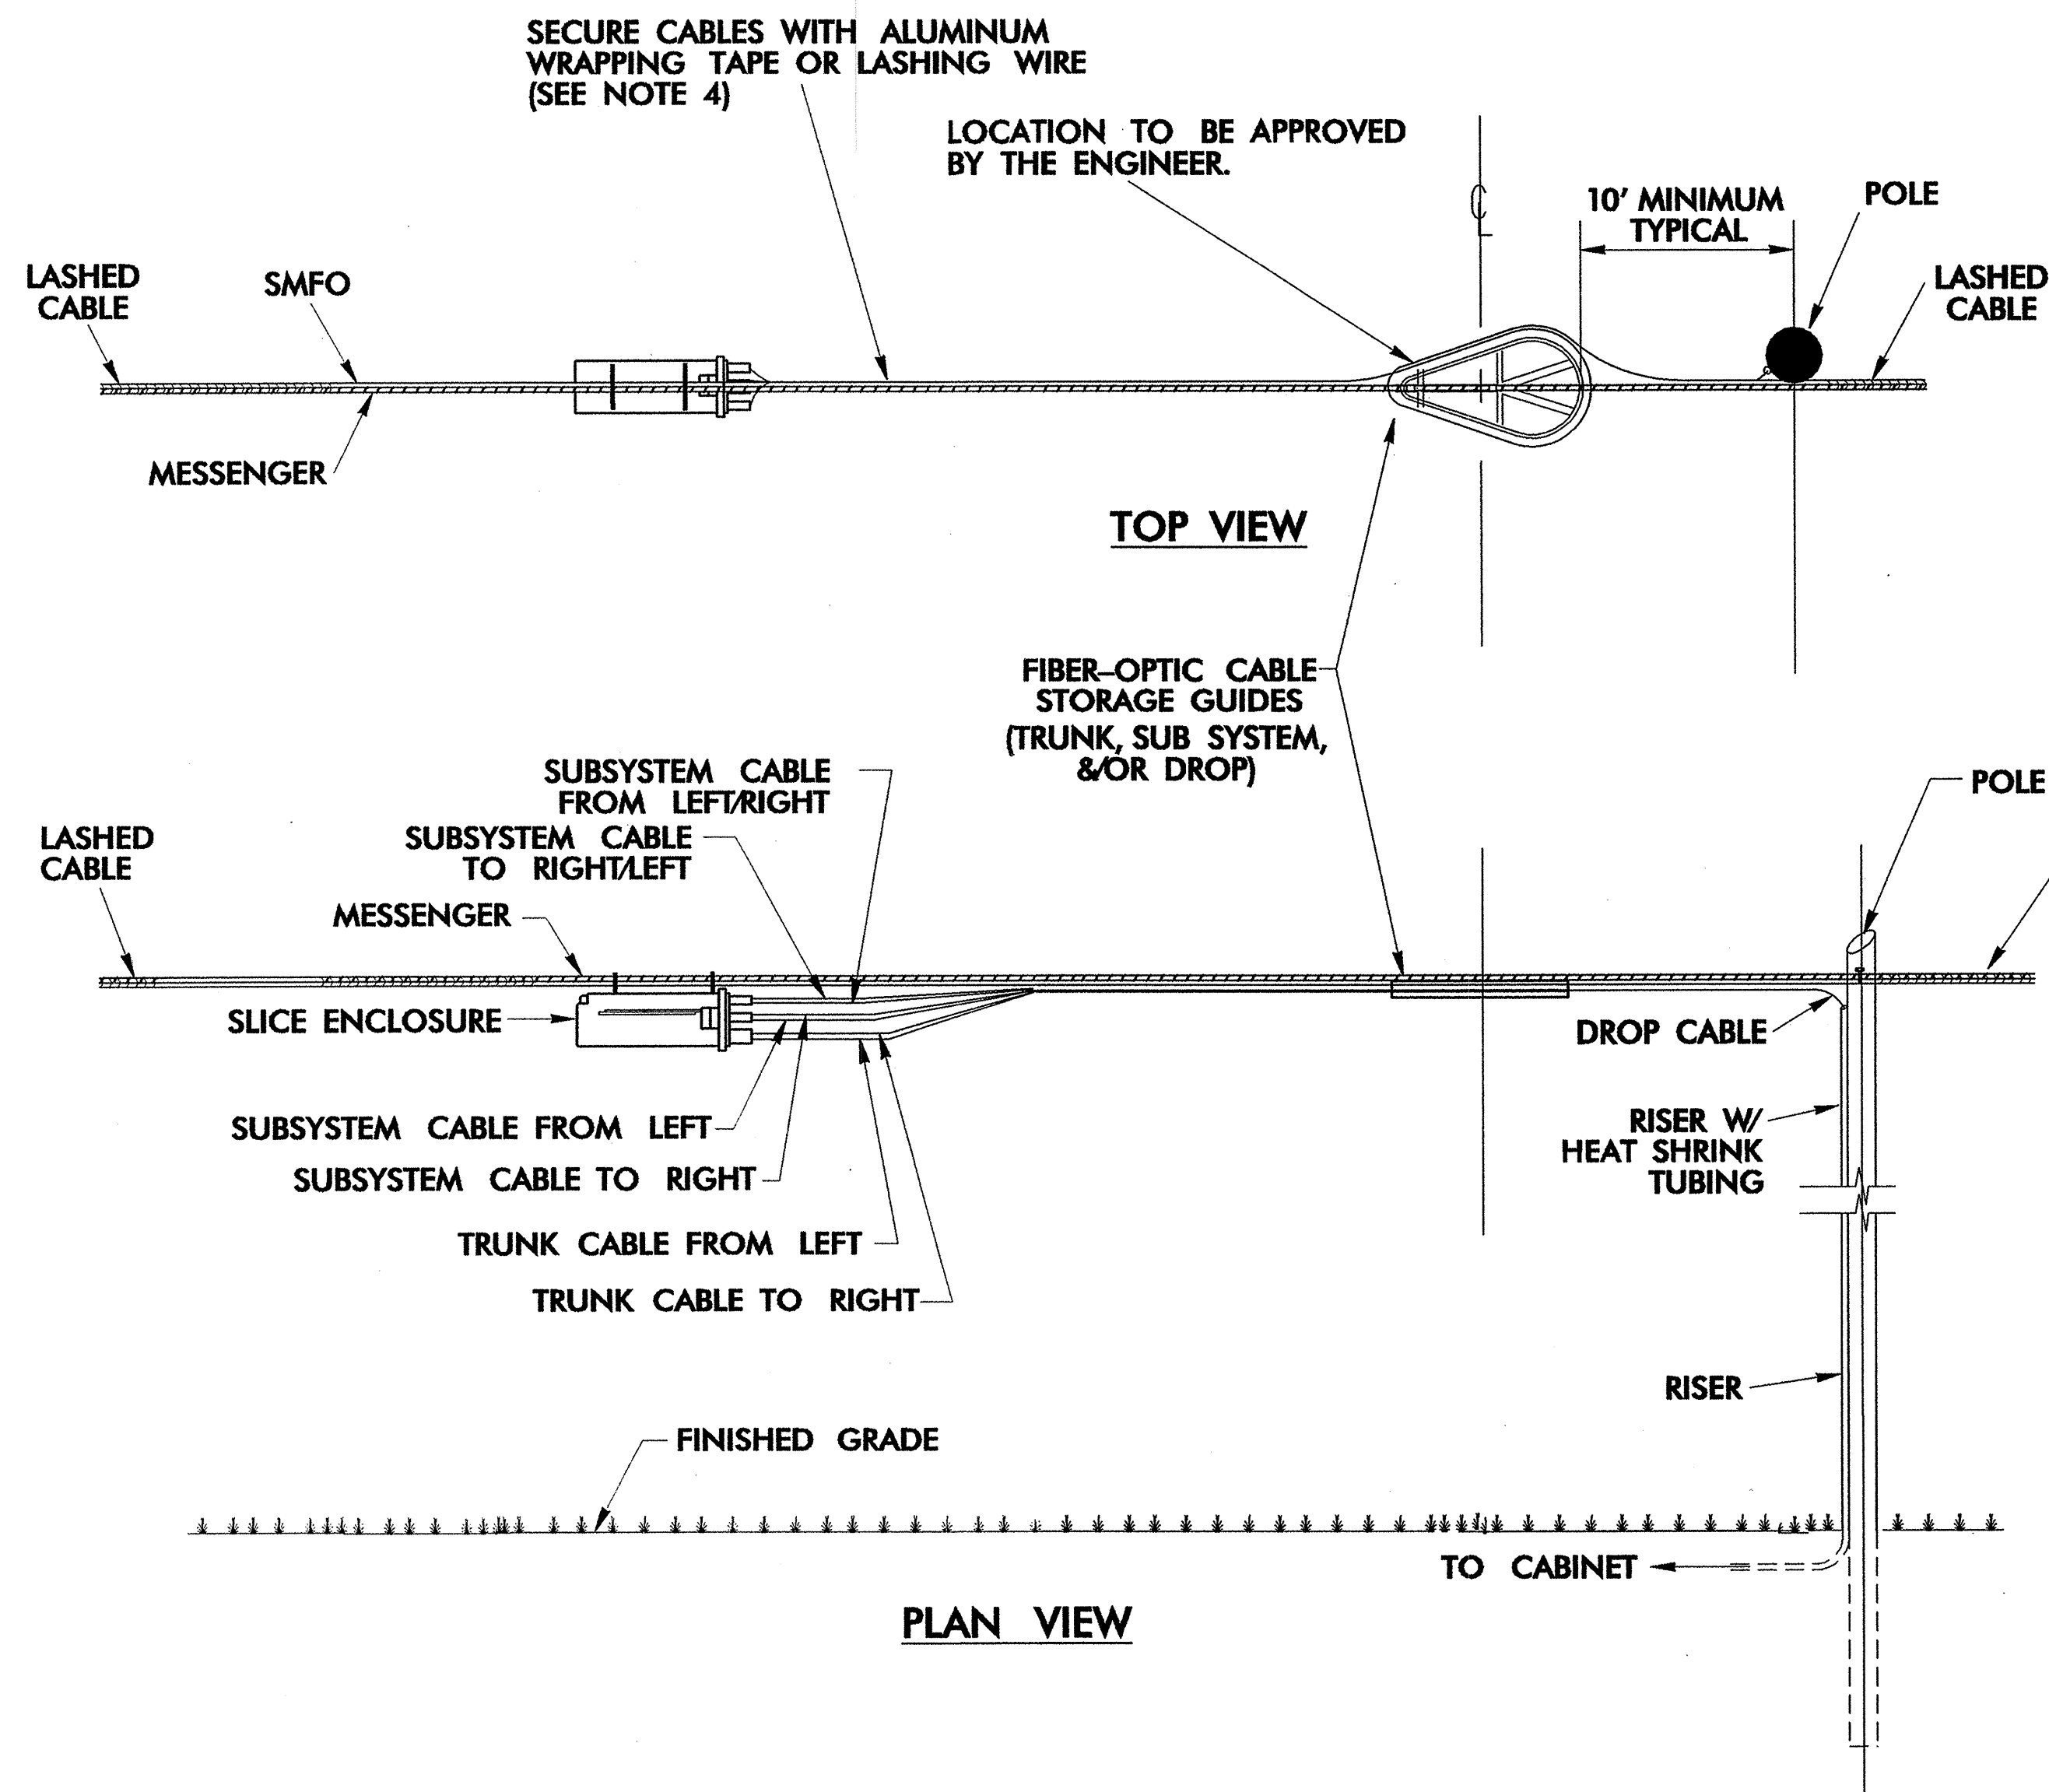 SECURE CABLES WITH ALUMINUM
WRAPPING TAPE OR LASHING WIRE
(SEE NOTE 4)
LOCATION TO BE APPROVED
BY THE ENGINEER.
CL
10' MINIMUM
TYPICAL
POLE
LASHED
CABLE
SMFO
LASHED
CABLE
MESSENGER
TOP VIEW
FIBER-OPTIC CABLE
STORAGE GUIDES
(TRUNK, SUB SYSTEM,
&/OR DROP)
SUBSYSTEM CABLE
FROM LEFT/RIGHT
SUBSYSTEM CABLE
TO RIGHT/LEFT
POLE
LASHED
CABLE
MESSENGER
SLICE ENCLOSURE
DROP CABLE
SUBSYSTEM CABLE FROM LEFT
SUBSYSTEM CABLE TO RIGHT
RISER W/
HEAT SHRINK
TUBING
TRUNK CABLE FROM LEFT
TRUNK CABLE TO RIGHT
RISER
FINISHED GRADE
TO CABINET
PLAN VIEW